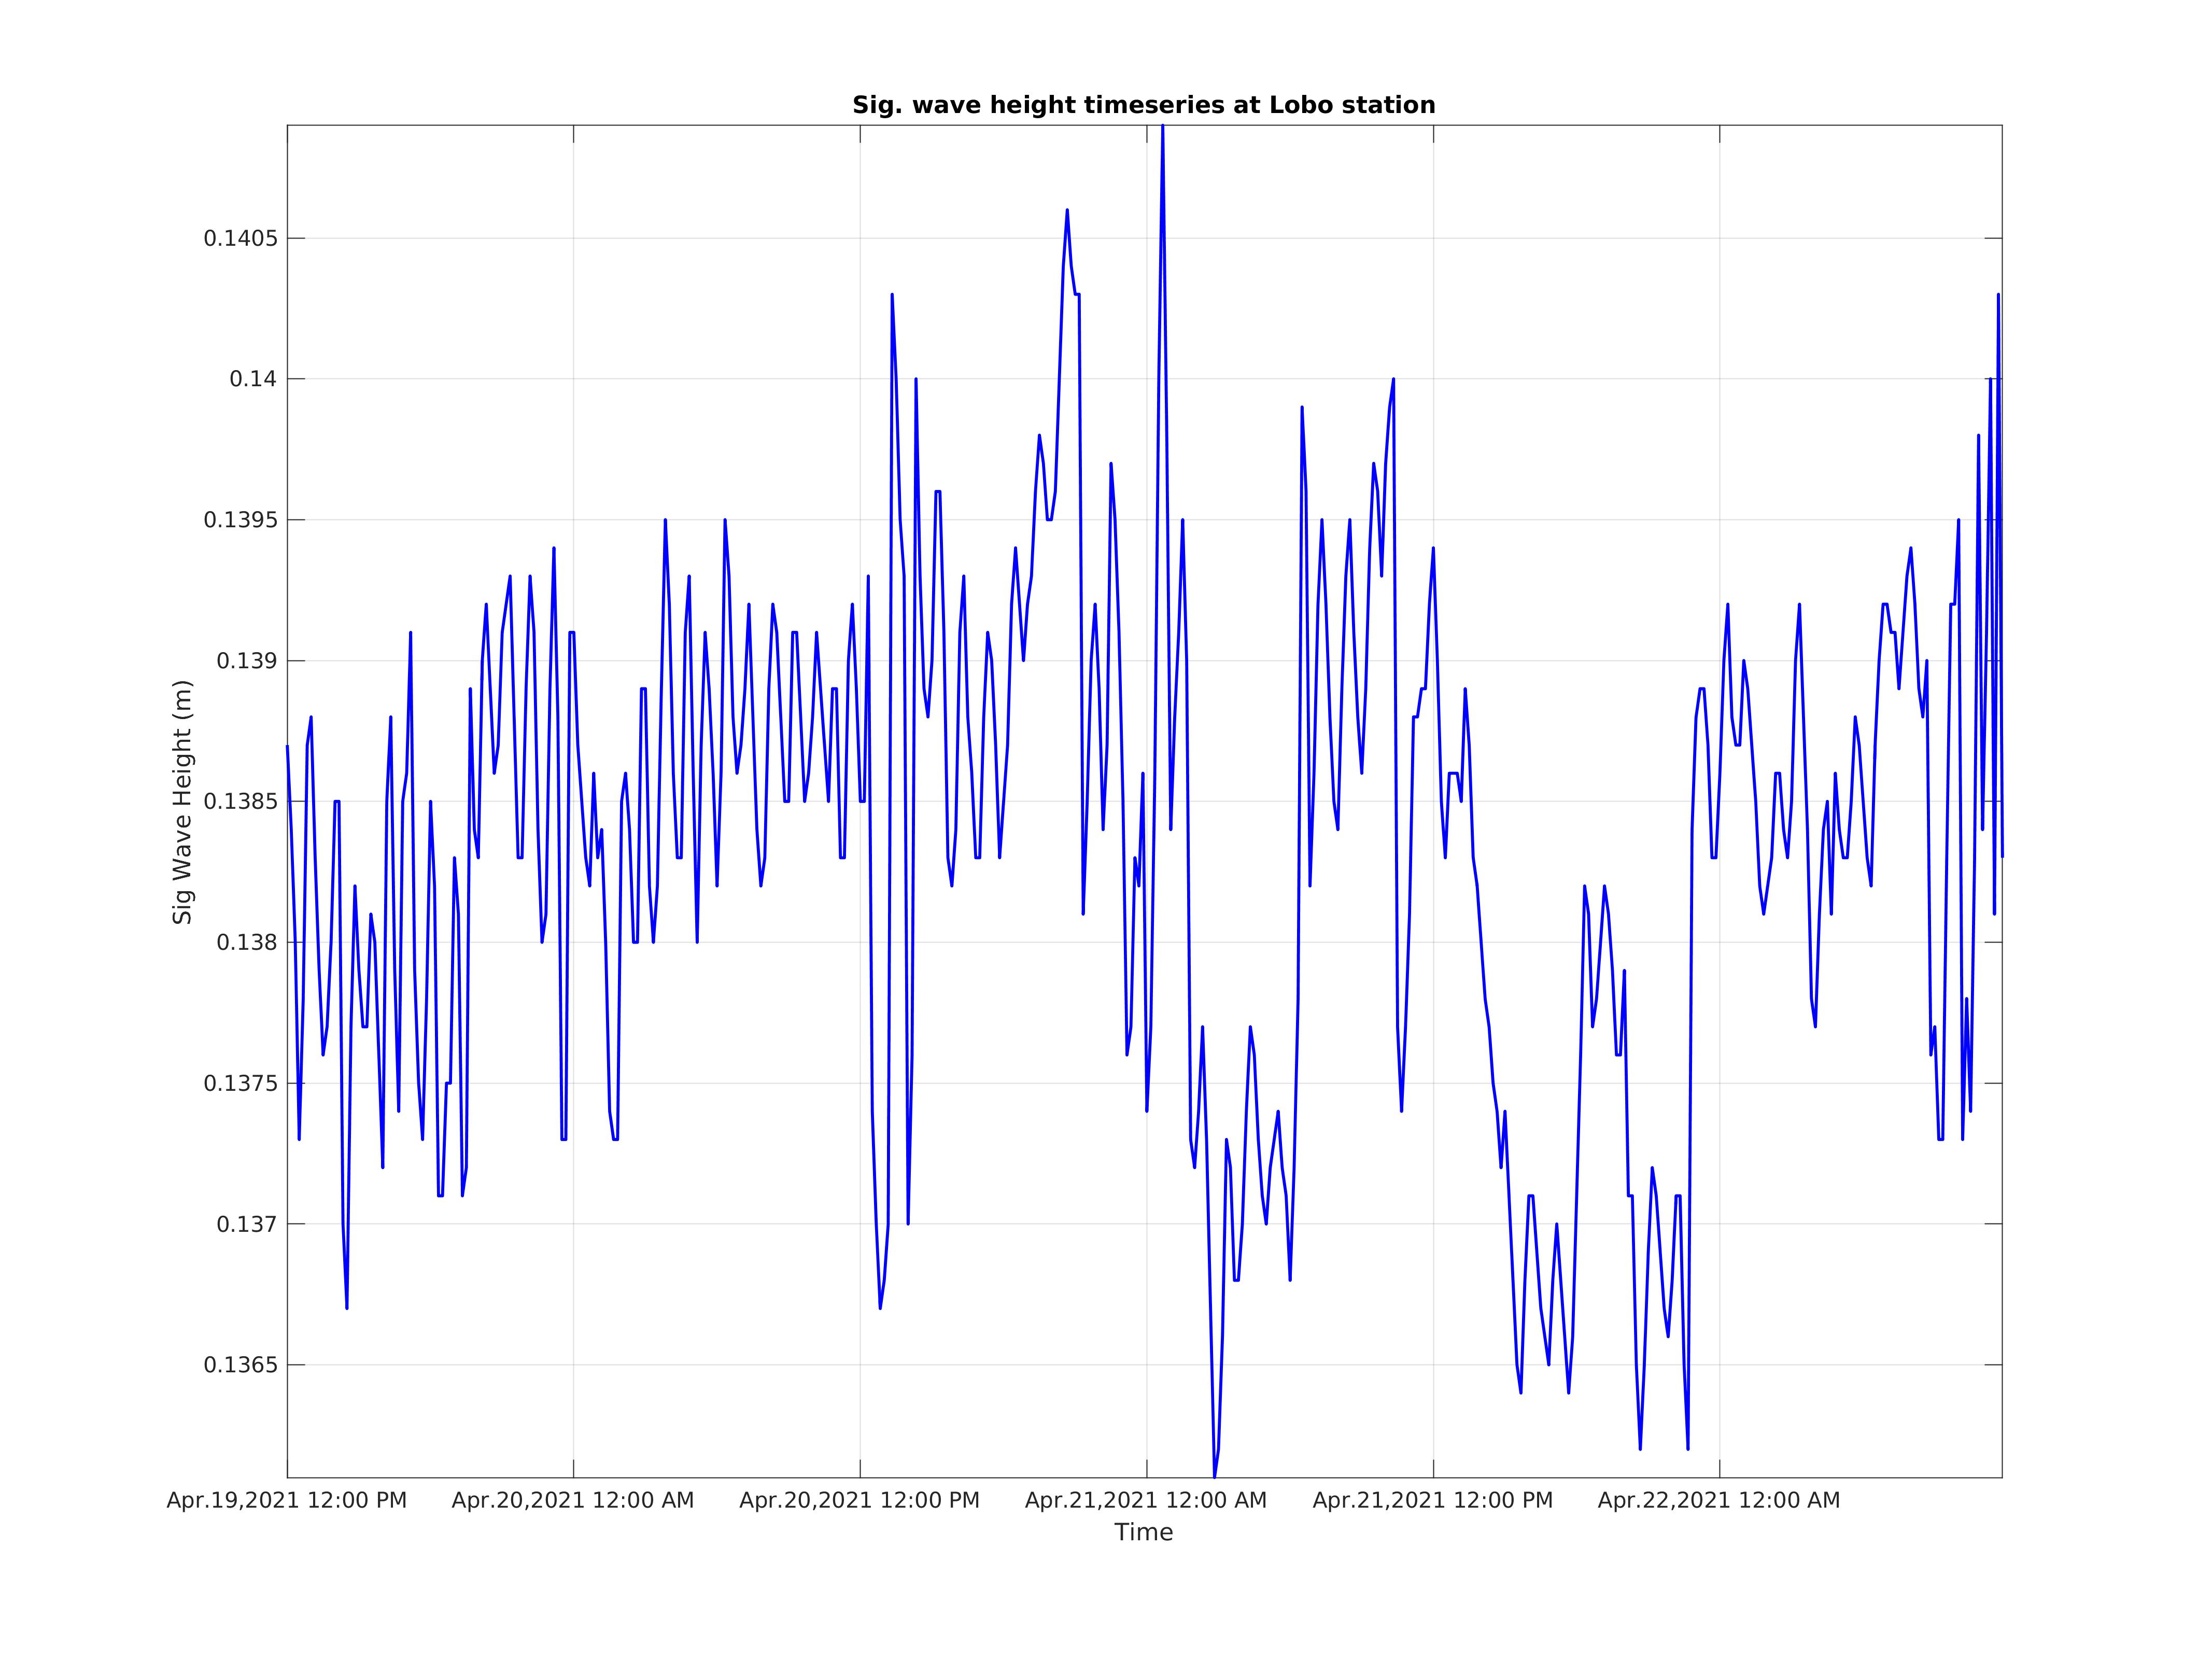 Sig. wave height timeseries at Lobo station
0.1405
0.14
0.1395
0.139
0.1385
0.138
0.1375
0.137
0.1365
Sig Wave Height (m)
Apr.19,2021 12:00 PM Apr.20,2021 12:00 AM Apr.20,2021 12:00 PM Apr.21,2021 12:00 AM Apr.21,2021 12:00 PM Apr.22,2021 12:00 AM
Time